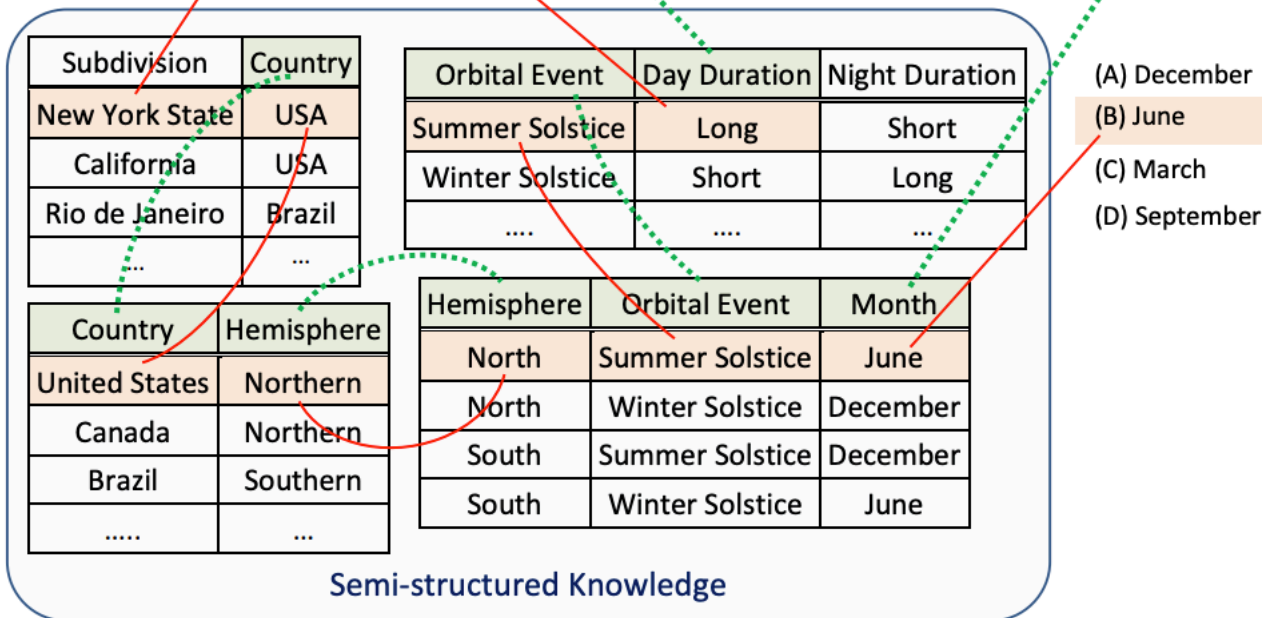 Subdivision Country
New York State USA
California USA
Rio de Janeiro Brazil
... ...
Orbital Event Day Duration Night Duration
Summer Solstice Long Short
Winter Solstice Short Long
.... .... ...
(A) December
(B) June
(C) March
(D) September
Country Hemisphere
United States Northern
Canada Northern
Brazil Southern
..... ...
Hemisphere Orbital Event Month
North Summer Solstice June
North Winter Solstice December
South Summer Solstice December
South Winter Solstice June
Semi-structured Knowledge